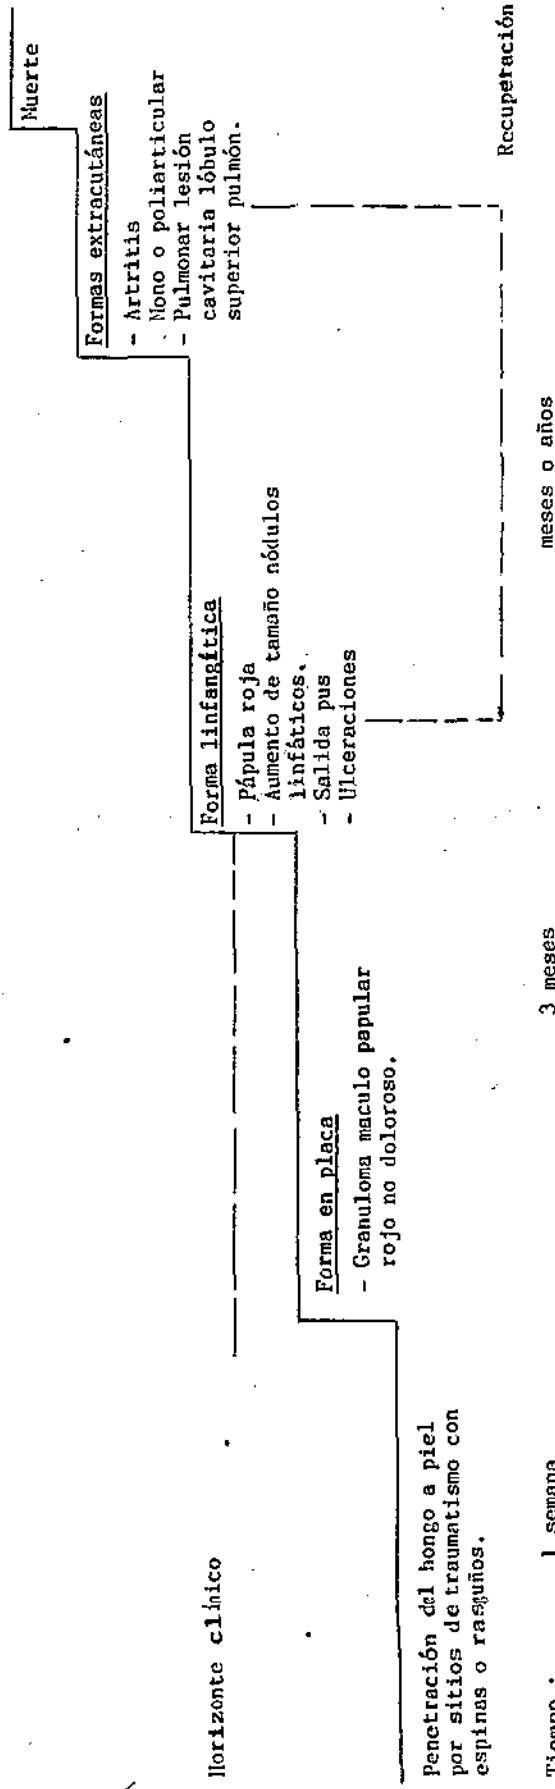 Horizonte clínico
Penetración del hongo a piel
por sitios de traumatismo con
espinas o rasguños.
Forma en placa
- Granuloma maculo papular
rojo no doloroso.
Forma linfangítica
- Pápula roja
- Aumento de tamaño nódulos
linfáticos.
- Salida pus
- Ulceraciones
Formas extracutáneas
- Artritis
Mono o poliarticular
- Pulmonar lesión
cavitaria lóbulo
superior pulmón.
Muerte
Recuperación
Tiempo : 1 semana 3 meses meses o años